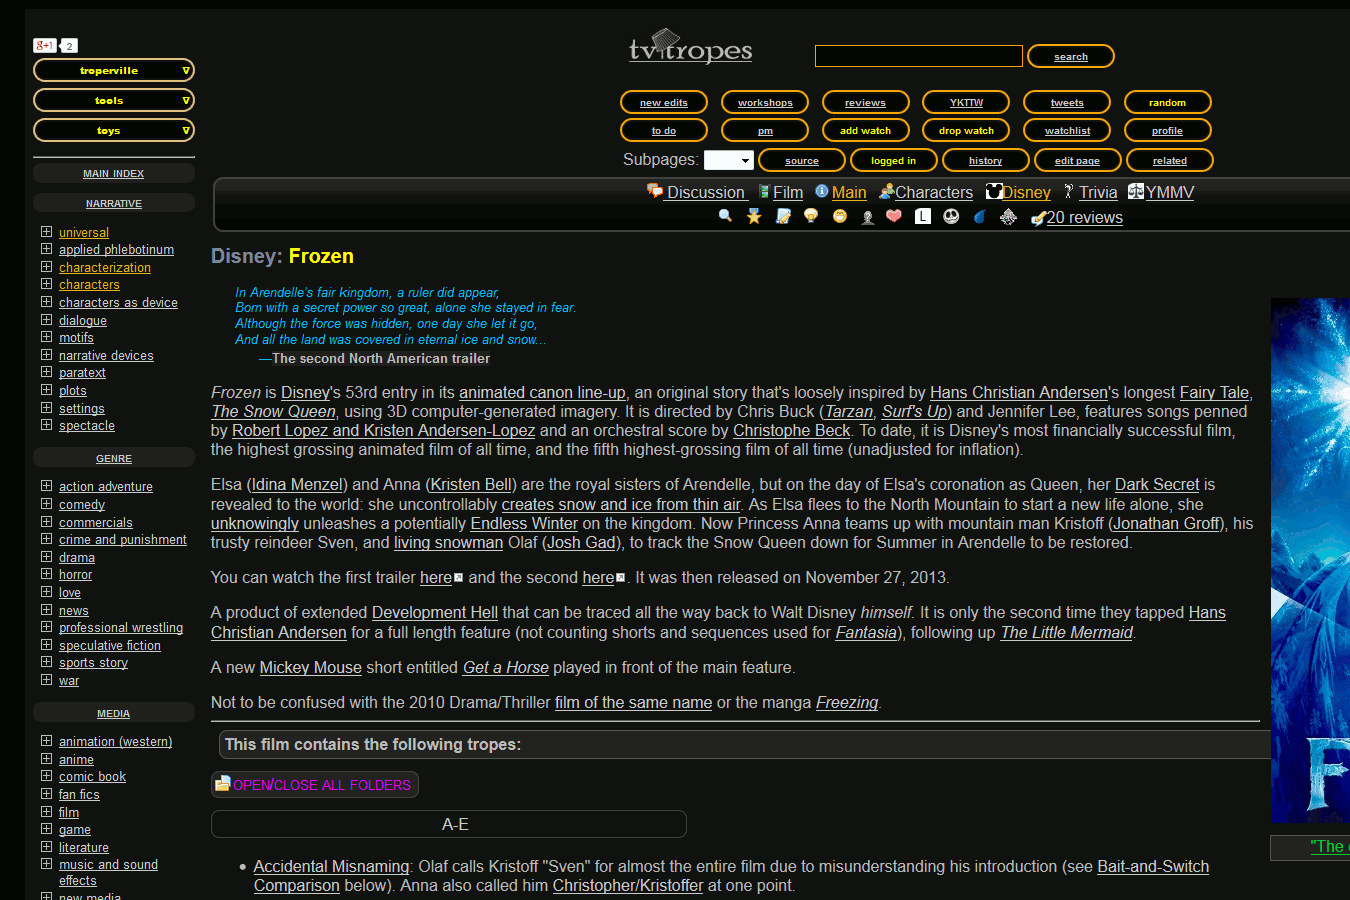 g+1 2
troperville
tools
toys
tv tropes
search
new edits workshops reviews YKTTW tweets random
to do pm add watch drop watch watchlist profile
Subpages: source logged in history edit page related
Discussion Film Main Characters Disney Trivia YMMV
L 20 reviews
MAIN INDEX
NARRATIVE
universal
applied phlebotinum
characterization
characters
characters as device
dialogue
motifs
narrative devices
paratext
plots
settings
spectacle
GENRE
action adventure
comedy
commercials
crime and punishment
drama
horror
love
news
professional wrestling
speculative fiction
sports story
war
MEDIA
animation (western)
anime
comic book
fan fics
film
game
literature
music and sound
effects
new media
Disney: Frozen
In Arendelle's fair kingdom, a ruler did appear,
Born with a secret power so great, alone she stayed in fear.
Although the force was hidden, one day she let it go,
And all the land was covered in eternal ice and snow...
—The second North American trailer
Frozen is Disney's 53rd entry in its animated canon line-up, an original story that's loosely inspired by Hans Christian Andersen's longest Fairy Tale,
The Snow Queen, using 3D computer-generated imagery. It is directed by Chris Buck (Tarzan, Surf's Up) and Jennifer Lee, features songs penned
by Robert Lopez and Kristen Andersen-Lopez and an orchestral score by Christophe Beck. To date, it is Disney's most financially successful film,
the highest grossing animated film of all time, and the fifth highest-grossing film of all time (unadjusted for inflation).
Elsa (Idina Menzel) and Anna (Kristen Bell) are the royal sisters of Arendelle, but on the day of Elsa's coronation as Queen, her Dark Secret is
revealed to the world: she uncontrollably creates snow and ice from thin air. As Elsa flees to the North Mountain to start a new life alone, she
unknowingly unleashes a potentially Endless Winter on the kingdom. Now Princess Anna teams up with mountain man Kristoff (Jonathan Groff), his
trusty reindeer Sven, and living snowman Olaf (Josh Gad), to track the Snow Queen down for Summer in Arendelle to be restored.
You can watch the first trailer here and the second here. It was then released on November 27, 2013.
A product of extended Development Hell that can be traced all the way back to Walt Disney himself. It is only the second time they tapped Hans
Christian Andersen for a full length feature (not counting shorts and sequences used for Fantasia), following up The Little Mermaid.
A new Mickey Mouse short entitled Get a Horse played in front of the main feature.
Not to be confused with the 2010 Drama/Thriller film of the same name or the manga Freezing.
This film contains the following tropes:
OPEN/CLOSE ALL FOLDERS
A-E
• Accidental Misnaming: Olaf calls Kristoff "Sven" for almost the entire film due to misunderstanding his introduction (see Bait-and-Switch
Comparison below). Anna also called him Christopher/Kristoffer at one point.
F
"The